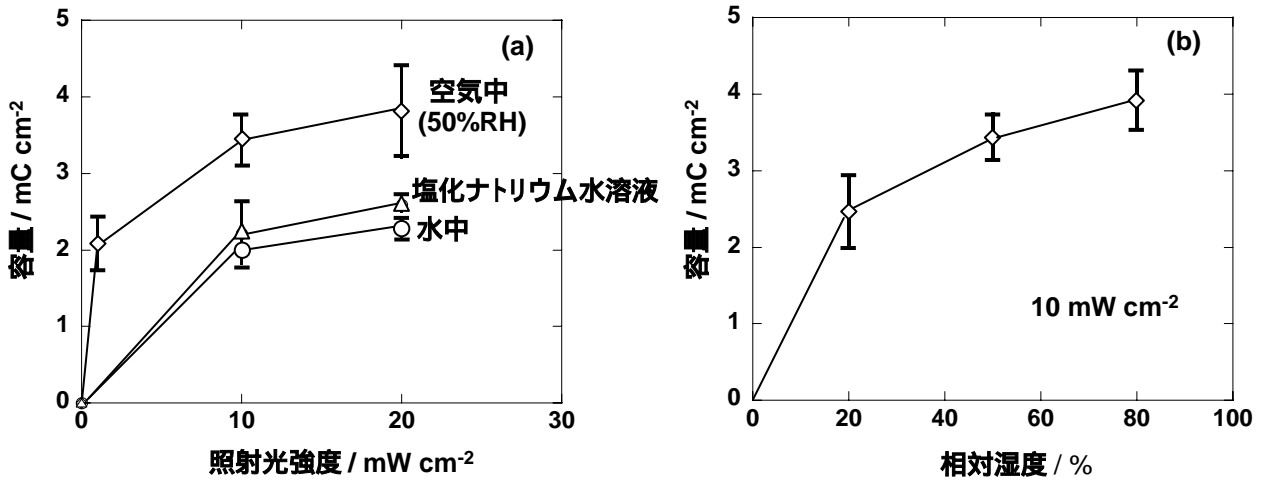 (a)
5
4
3
2
1
0
容量 / mC cm-2
空気中
(50%RH)
塩化ナトリウム水溶液
水中
0 10 20 30
照射光強度 / mW cm-2
(b)
5
4
3
2
1
0
容量 / mC cm-2
10 mW cm-2
0 20 40 60 80 100
相対湿度 / %